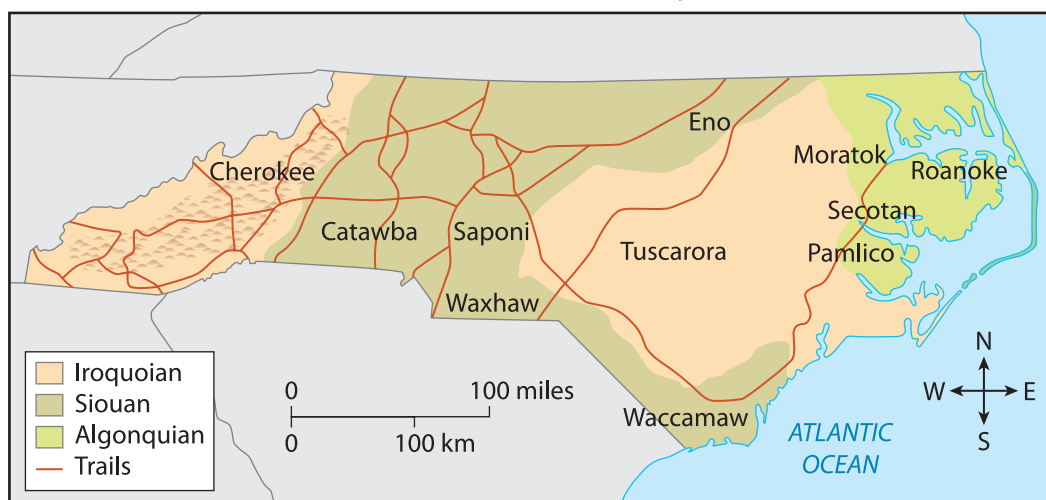 Eno
Moratok
Cherokee
Roanoke
Secotan
Catawba
Saponi
Tuscarora
Pamlico
Waxhaw
Waccamaw
Iroquoian
Siouan
Algonquian
Trails
0 100 miles
0 100 km
N
W E
S
ATLANTIC
OCEAN